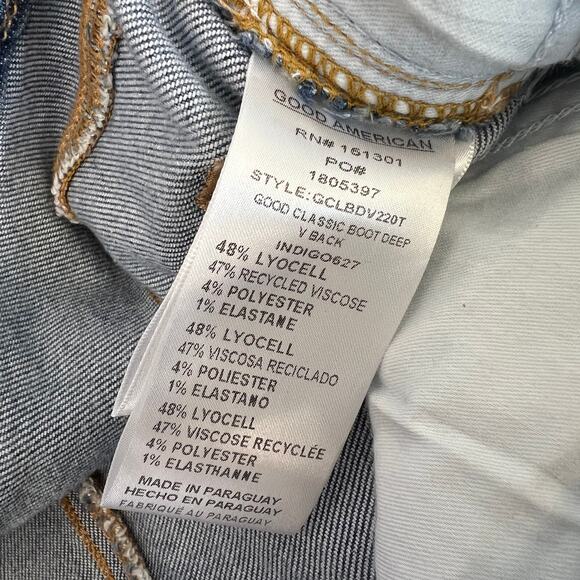 GOOD AMERICAN
RN# 151301
PO#
1805397
STYLE:GCLBDV220T
GOOD CLASSIC BOOT DEEP
V BACK
INDIGO627
48% LYOCELL
47% RECYCLED VISCOSE
4% POLYESTER
1% ELASTANE
48% LYOCELL
47% VISCOSA RECICLADO
4% POLIESTER
1% ELASTANO
48% LYOCELL
47% VISCOSE RECYCLÉE
4% POLYESTER
1% ELASTHANNE
MADE IN PARAGUAY
HECHO EN PARAGUAY
FABRIQUÉ AU PARAGUAY